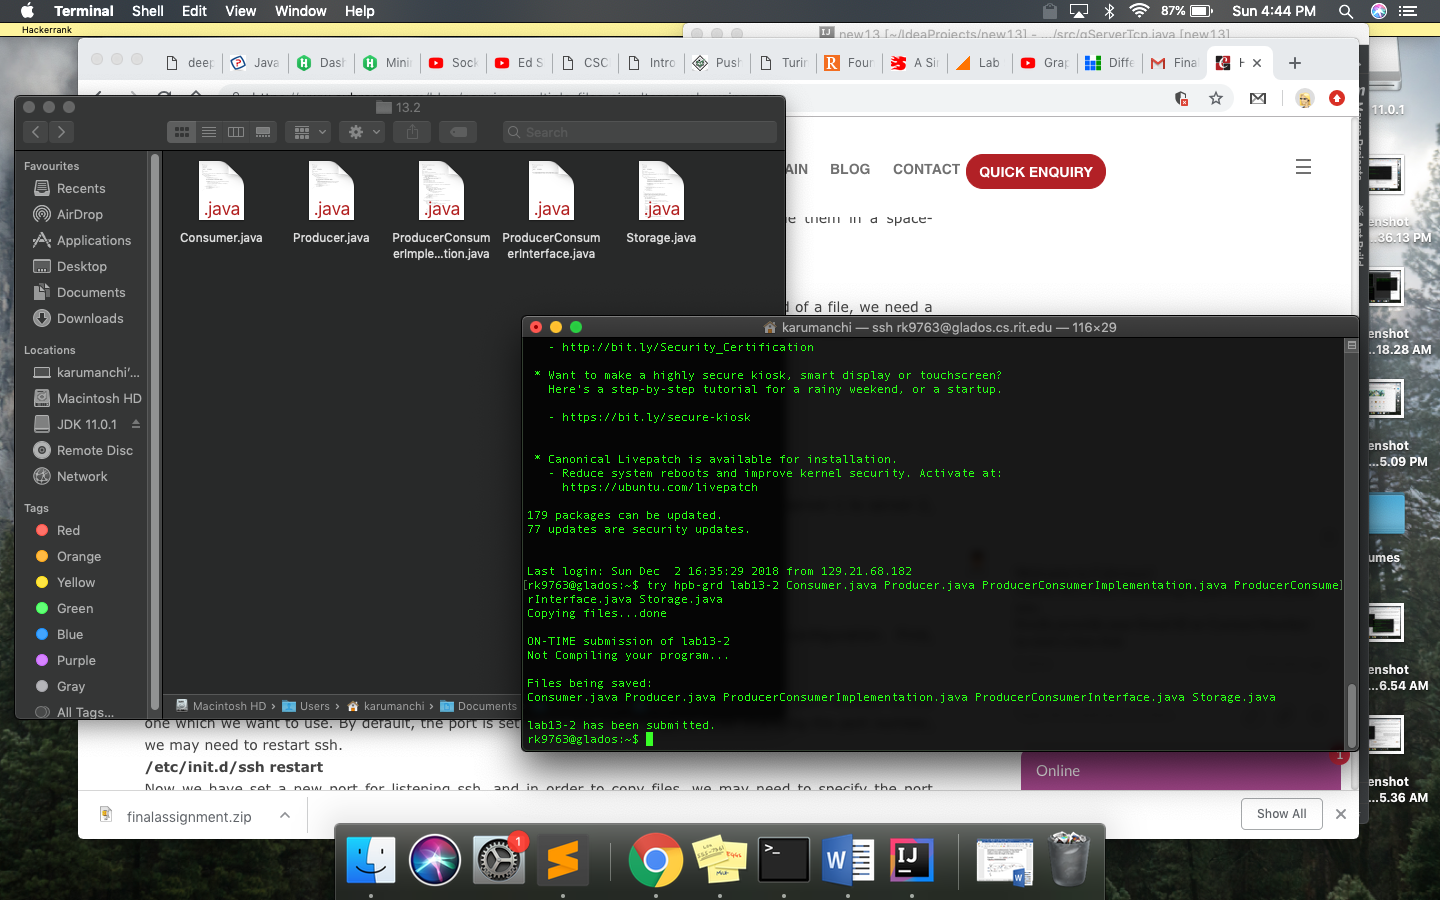 Terminal Shell Edit View Window Help 87% Sun 4:44 PM
Hackerrank
new13 [~/IdeaProjects/new13] - .../src/qServerTcp.java [new13]
deep Java Dash Minin Sock Ed S CSC Intro Push Turin Four A Si Lab Grap Diffe Fina H
13.2
Search
Favourites
Recents
AirDrop
Applications
Desktop
Documents
Downloads
Locations
karumanchi'...
Macintosh HD
JDK 11.0.1
Remote Disc
Network
Tags
Red
Orange
Yellow
Green
Blue
Purple
Gray
All Tags...
.java .java .java .java .java
Consumer.java Producer.java ProducerConsum ProducerConsum Storage.java
erImple...tion.java erInterface.java
Macintosh HD › Users › karumanchi › Documents
AIN BLOG CONTACT QUICK ENQUIRY
them in a space-
d of a file, we need a
karumanchi — ssh rk9763@glados.cs.rit.edu — 116×29
- http://bit.ly/Security_Certification
* Want to make a highly secure kiosk, smart display or touchscreen?
Here's a step-by-step tutorial for a rainy weekend, or a startup.
- https://bit.ly/secure-kiosk
* Canonical Livepatch is available for installation.
- Reduce system reboots and improve kernel security. Activate at:
https://ubuntu.com/livepatch
179 packages can be updated.
77 updates are security updates.
Last login: Sun Dec  2 16:35:29 2018 from 129.21.68.182
[rk9763@glados:~$ try hpb-grd lab13-2 Consumer.java Producer.java ProducerConsumerImplementation.java ProducerConsume]
rInterface.java Storage.java
Copying files...done
ON-TIME submission of lab13-2
Not Compiling your program...
Files being saved:
Consumer.java Producer.java ProducerConsumerImplementation.java ProducerConsumerInterface.java Storage.java
lab13-2 has been submitted.
rk9763@glados:~$
one which we want to use. By default, the port is set
we may need to restart ssh.
/etc/init.d/ssh restart
Now we have set a new port for listening ssh, and in order to copy files, we may need to specify the port
Online
1
finalassignment.zip
Show All
11.0.1
enshot
...36.13 PM
enshot
...18.28 AM
enshot
...5.09 PM
umes
enshot
...6.54 AM
enshot
...5.36 AM
1